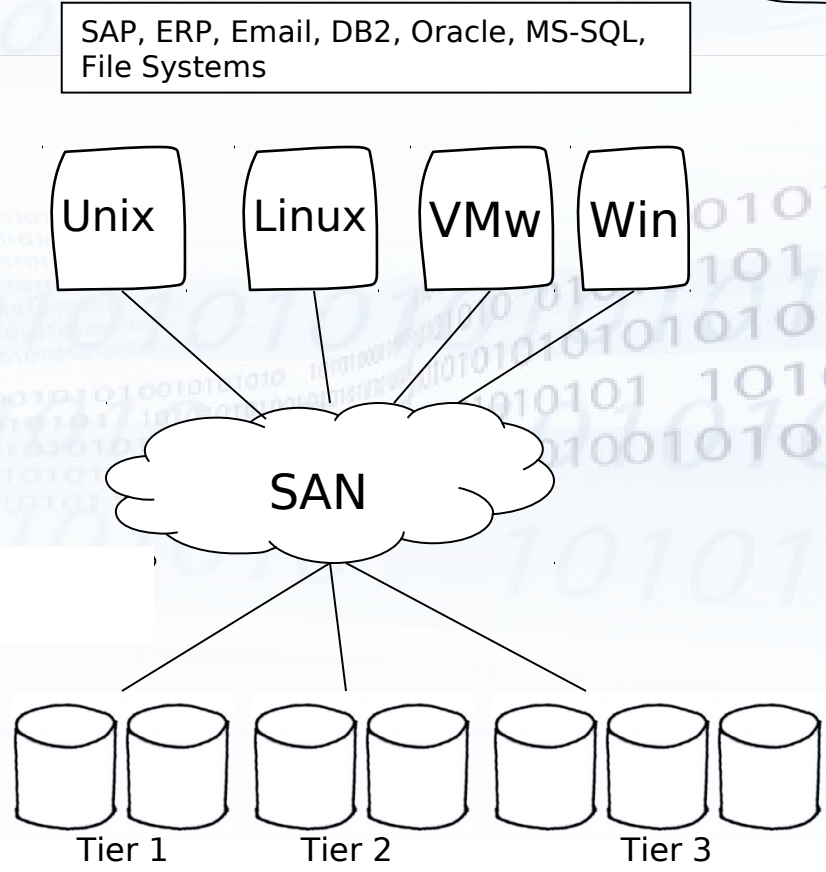 SAP, ERP, Email, DB2, Oracle, MS-SQL,
File Systems
Unix Linux VMw Win
SAN
Tier 1 Tier 2 Tier 3